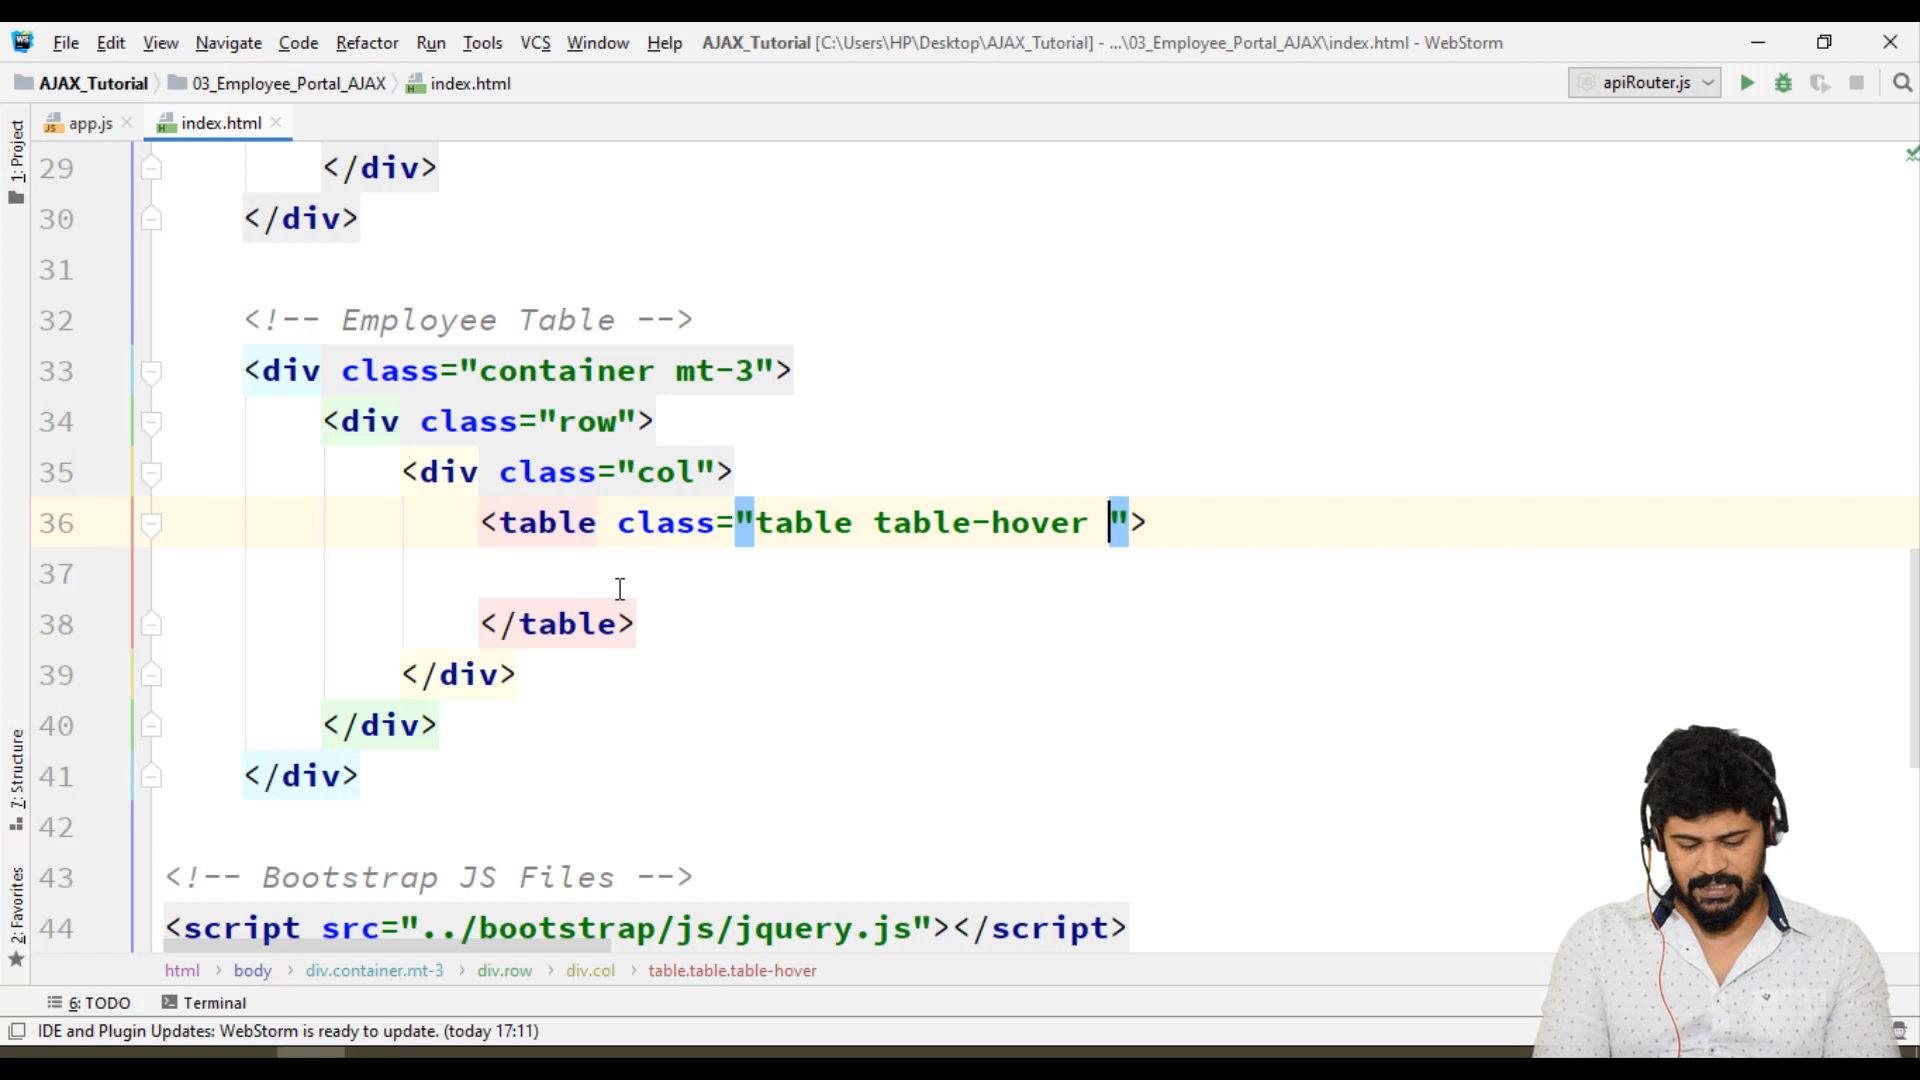 WS File Edit View Navigate Code Refactor Run Tools VCS Window Help AJAX_Tutorial [C:\Users\HP\Desktop\AJAX_Tutorial] - ...\03_Employee_Portal_AJAX\index.html - WebStorm
AJAX_Tutorial 03_Employee_Portal_AJAX index.html apiRouter.js
app.js index.html
1: Project
29 </div>
30 </div>
31
32 <!-- Employee Table -->
33 <div class="container mt-3">
34 <div class="row">
35 <div class="col">
36 <table class="table table-hover ">
37
38 </table>
39 </div>
40 </div>
41 </div>
42
43 <!-- Bootstrap JS Files -->
44 <script src="../bootstrap/js/jquery.js"></script>
7: Structure
2: Favorites
html › body › div.container.mt-3 › div.row › div.col › table.table.table-hover
6: TODO Terminal
IDE and Plugin Updates: WebStorm is ready to update. (today 17:11)